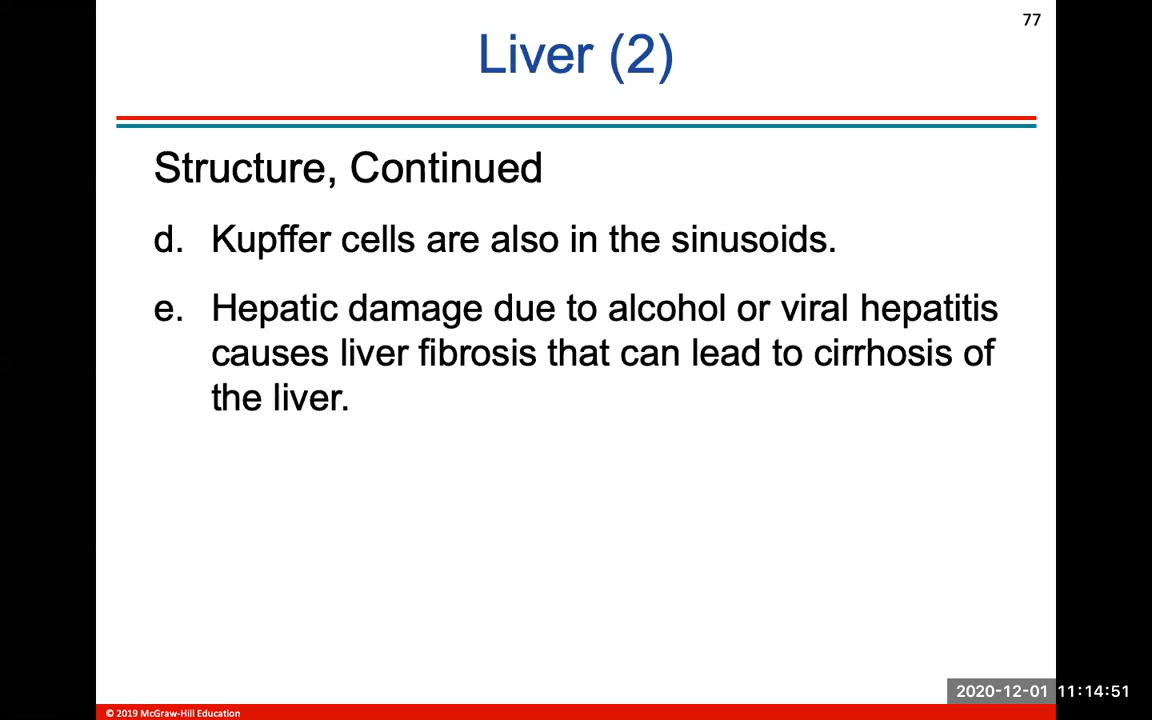 77
Liver (2)
Structure, Continued
d. Kupffer cells are also in the sinusoids.
e. Hepatic damage due to alcohol or viral hepatitis
causes liver fibrosis that can lead to cirrhosis of
the liver.
2020-12-01 11:14:51
© 2019 McGraw-Hill Education